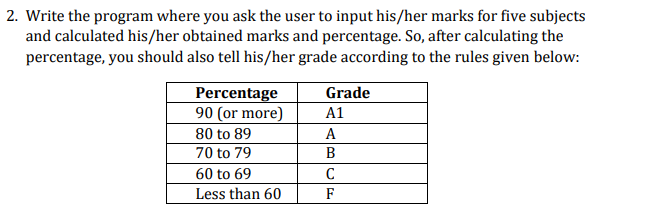 2. Write the program where you ask the user to input his/her marks for five subjects
and calculated his/her obtained marks and percentage. So, after calculating the
percentage, you should also tell his/her grade according to the rules given below:
Percentage Grade
90 (or more) A1
80 to 89 A
70 to 79 B
60 to 69 C
Less than 60 F